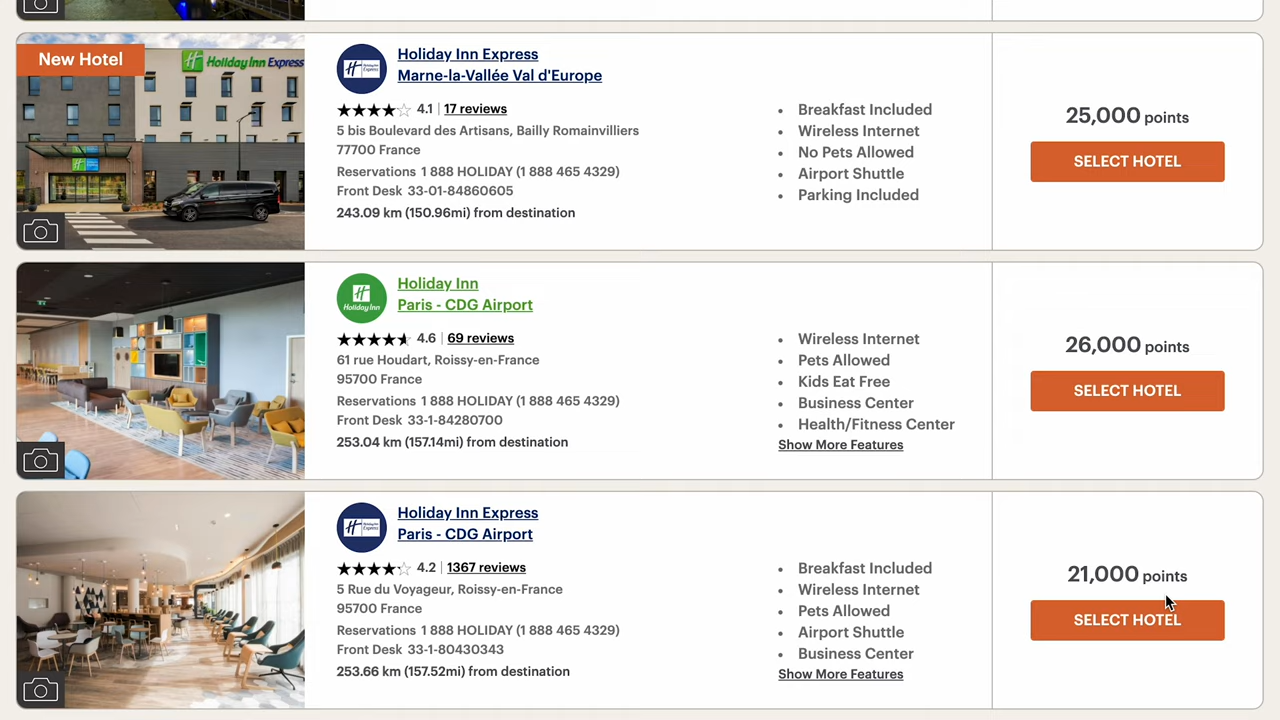 New Hotel
Holiday Inn Express
Holiday Inn Express
Marne-la-Vallée Val d'Europe
4.1 | 17 reviews
5 bis Boulevard des Artisans, Bailly Romainvilliers
77700 France
Reservations 1 888 HOLIDAY (1 888 465 4329)
Front Desk 33-01-84860605
243.09 km (150.96mi) from destination
• Breakfast Included
• Wireless Internet
• No Pets Allowed
• Airport Shuttle
• Parking Included
25,000 points
SELECT HOTEL
Holiday Inn
Holiday Inn
Paris - CDG Airport
4.6 | 69 reviews
61 rue Houdart, Roissy-en-France
95700 France
Reservations 1 888 HOLIDAY (1 888 465 4329)
Front Desk 33-1-84280700
253.04 km (157.14mi) from destination
• Wireless Internet
• Pets Allowed
• Kids Eat Free
• Business Center
• Health/Fitness Center
Show More Features
26,000 points
SELECT HOTEL
Holiday Inn Express
Paris - CDG Airport
4.2 | 1367 reviews
5 Rue du Voyageur, Roissy-en-France
95700 France
Reservations 1 888 HOLIDAY (1 888 465 4329)
Front Desk 33-1-80430343
253.66 km (157.52mi) from destination
• Breakfast Included
• Wireless Internet
• Pets Allowed
• Airport Shuttle
• Business Center
Show More Features
21,000 points
SELECT HOTEL